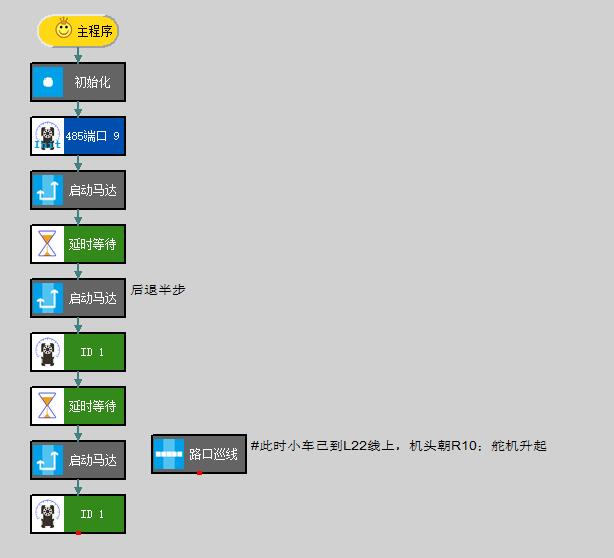 主程序
初始化
485端口 9
启动马达
延时等待
启动马达 后退半步
ID 1
延时等待
启动马达
路口巡线 #此时小车已到L22线上，机头朝R10；舵机升起
ID 1